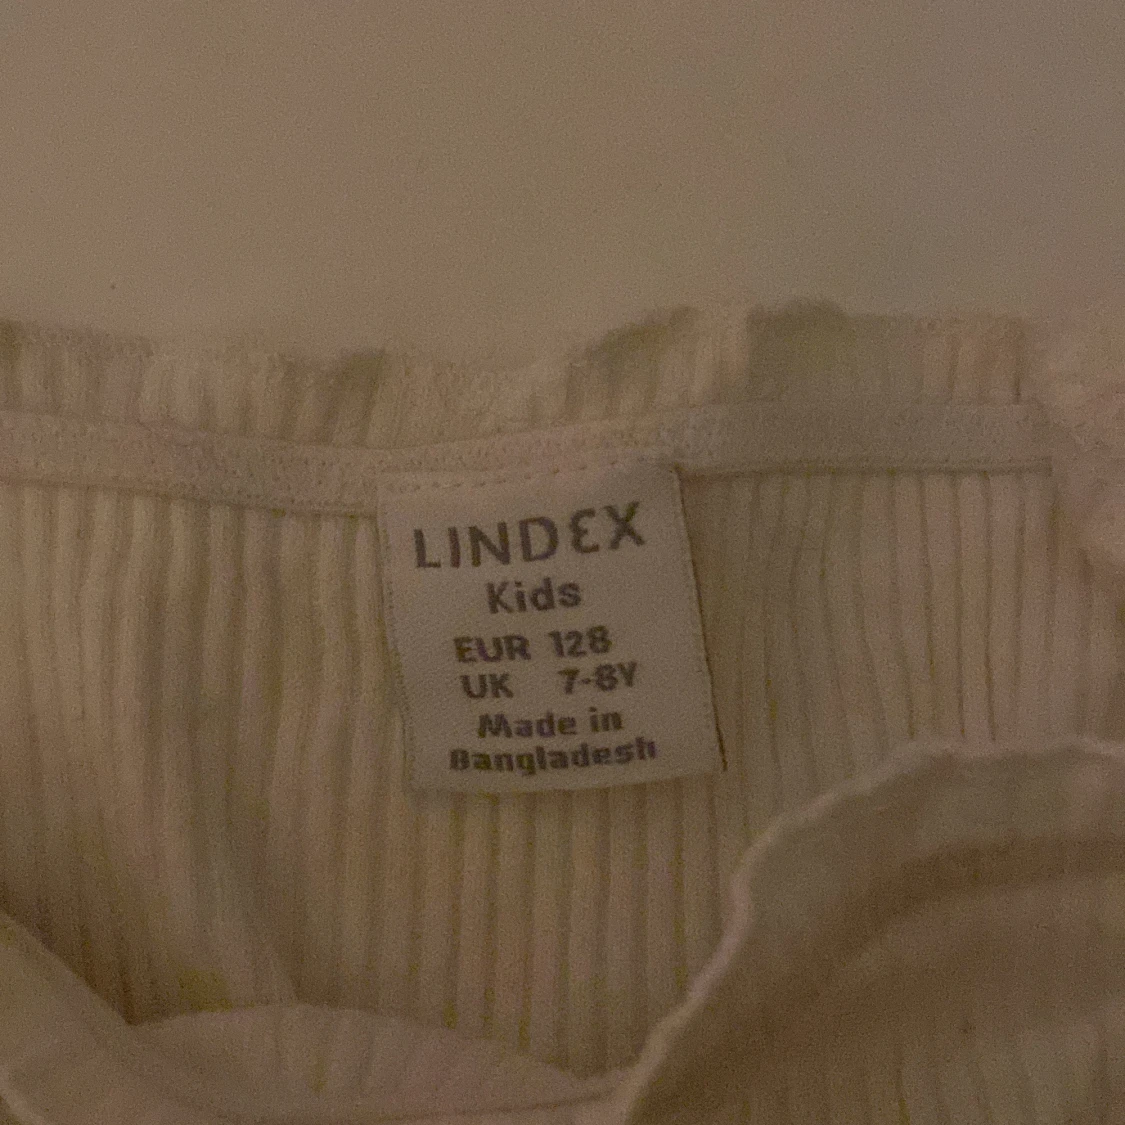 LINDEX
Kids
EUR 128
UK 7-8Y
Made in
Bangladesh